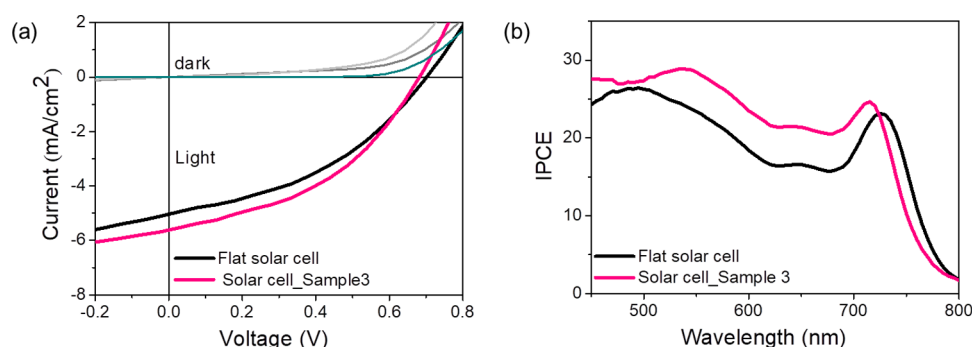 (a)
2
0
-2
-4
-6
-8
Current (mA/cm2)
dark
Light
Flat solar cell
Solar cell_Sample3
-0.2
0.0
0.2
0.4
0.6
0.8
Voltage (V)
(b)
30
20
10
0
IPCE
Flat solar cell
Solar cell_Sample 3
500
600
700
800
Wavelength (nm)